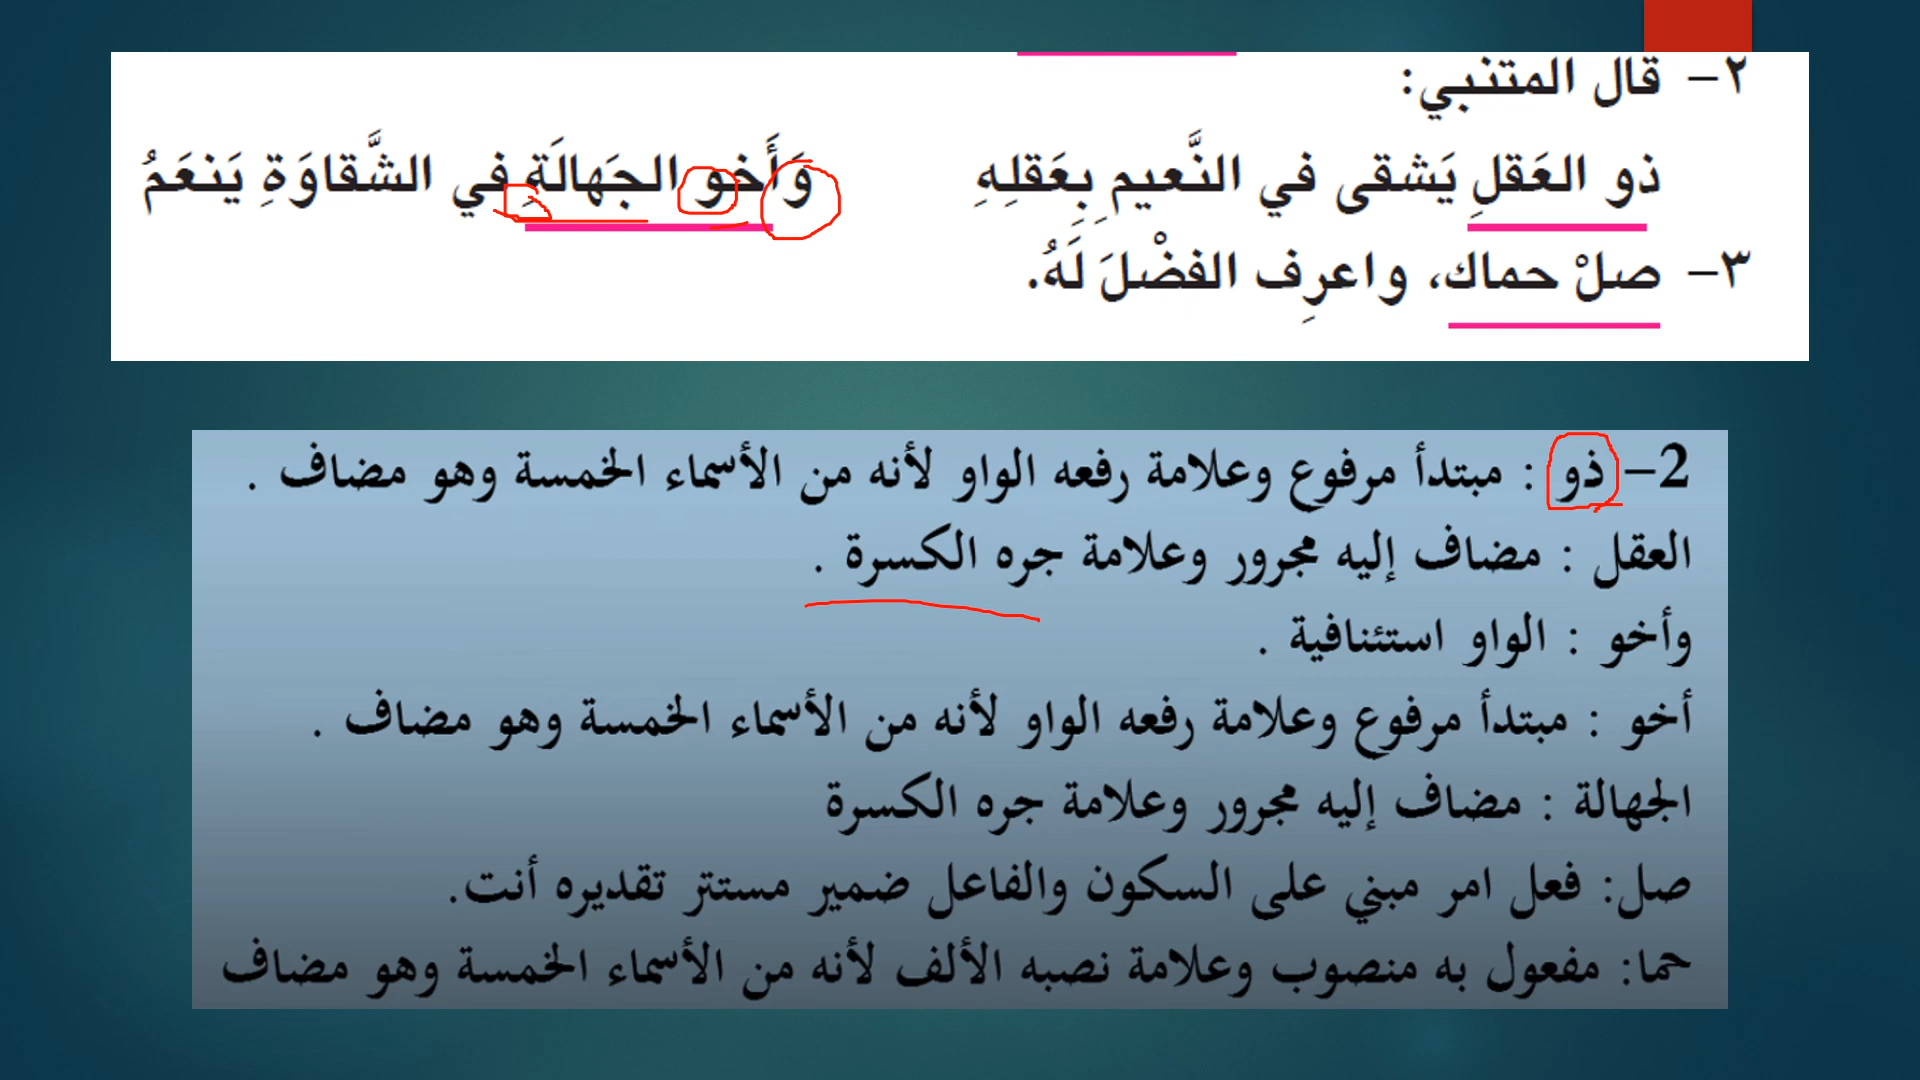 ٢- قال المتنبي:
ذو العَقلِ يَشقى في النَّعيمِ بِعَقلِهِ وَأَخو الجَهالَةِ في الشَّقاوَةِ يَنعَمُ
٣- صلْ حماك، واعرِف الفضْلَ لَهُ.
2- ذو : مبتدأ مرفوع وعلامة رفعه الواو لأنه من الأسماء الخمسة وهو مضاف .
العقل : مضاف إليه مجرور وعلامة جره الكسرة .
وأخو : الواو استئنافية .
أخو : مبتدأ مرفوع وعلامة رفعه الواو لأنه من الأسماء الخمسة وهو مضاف .
الجهالة : مضاف إليه مجرور وعلامة جره الكسرة
صل: فعل امر مبني على السكون والفاعل ضمير مستتر تقديره أنت.
حما: مفعول به منصوب وعلامة نصبه الألف لأنه من الأسماء الخمسة وهو مضاف